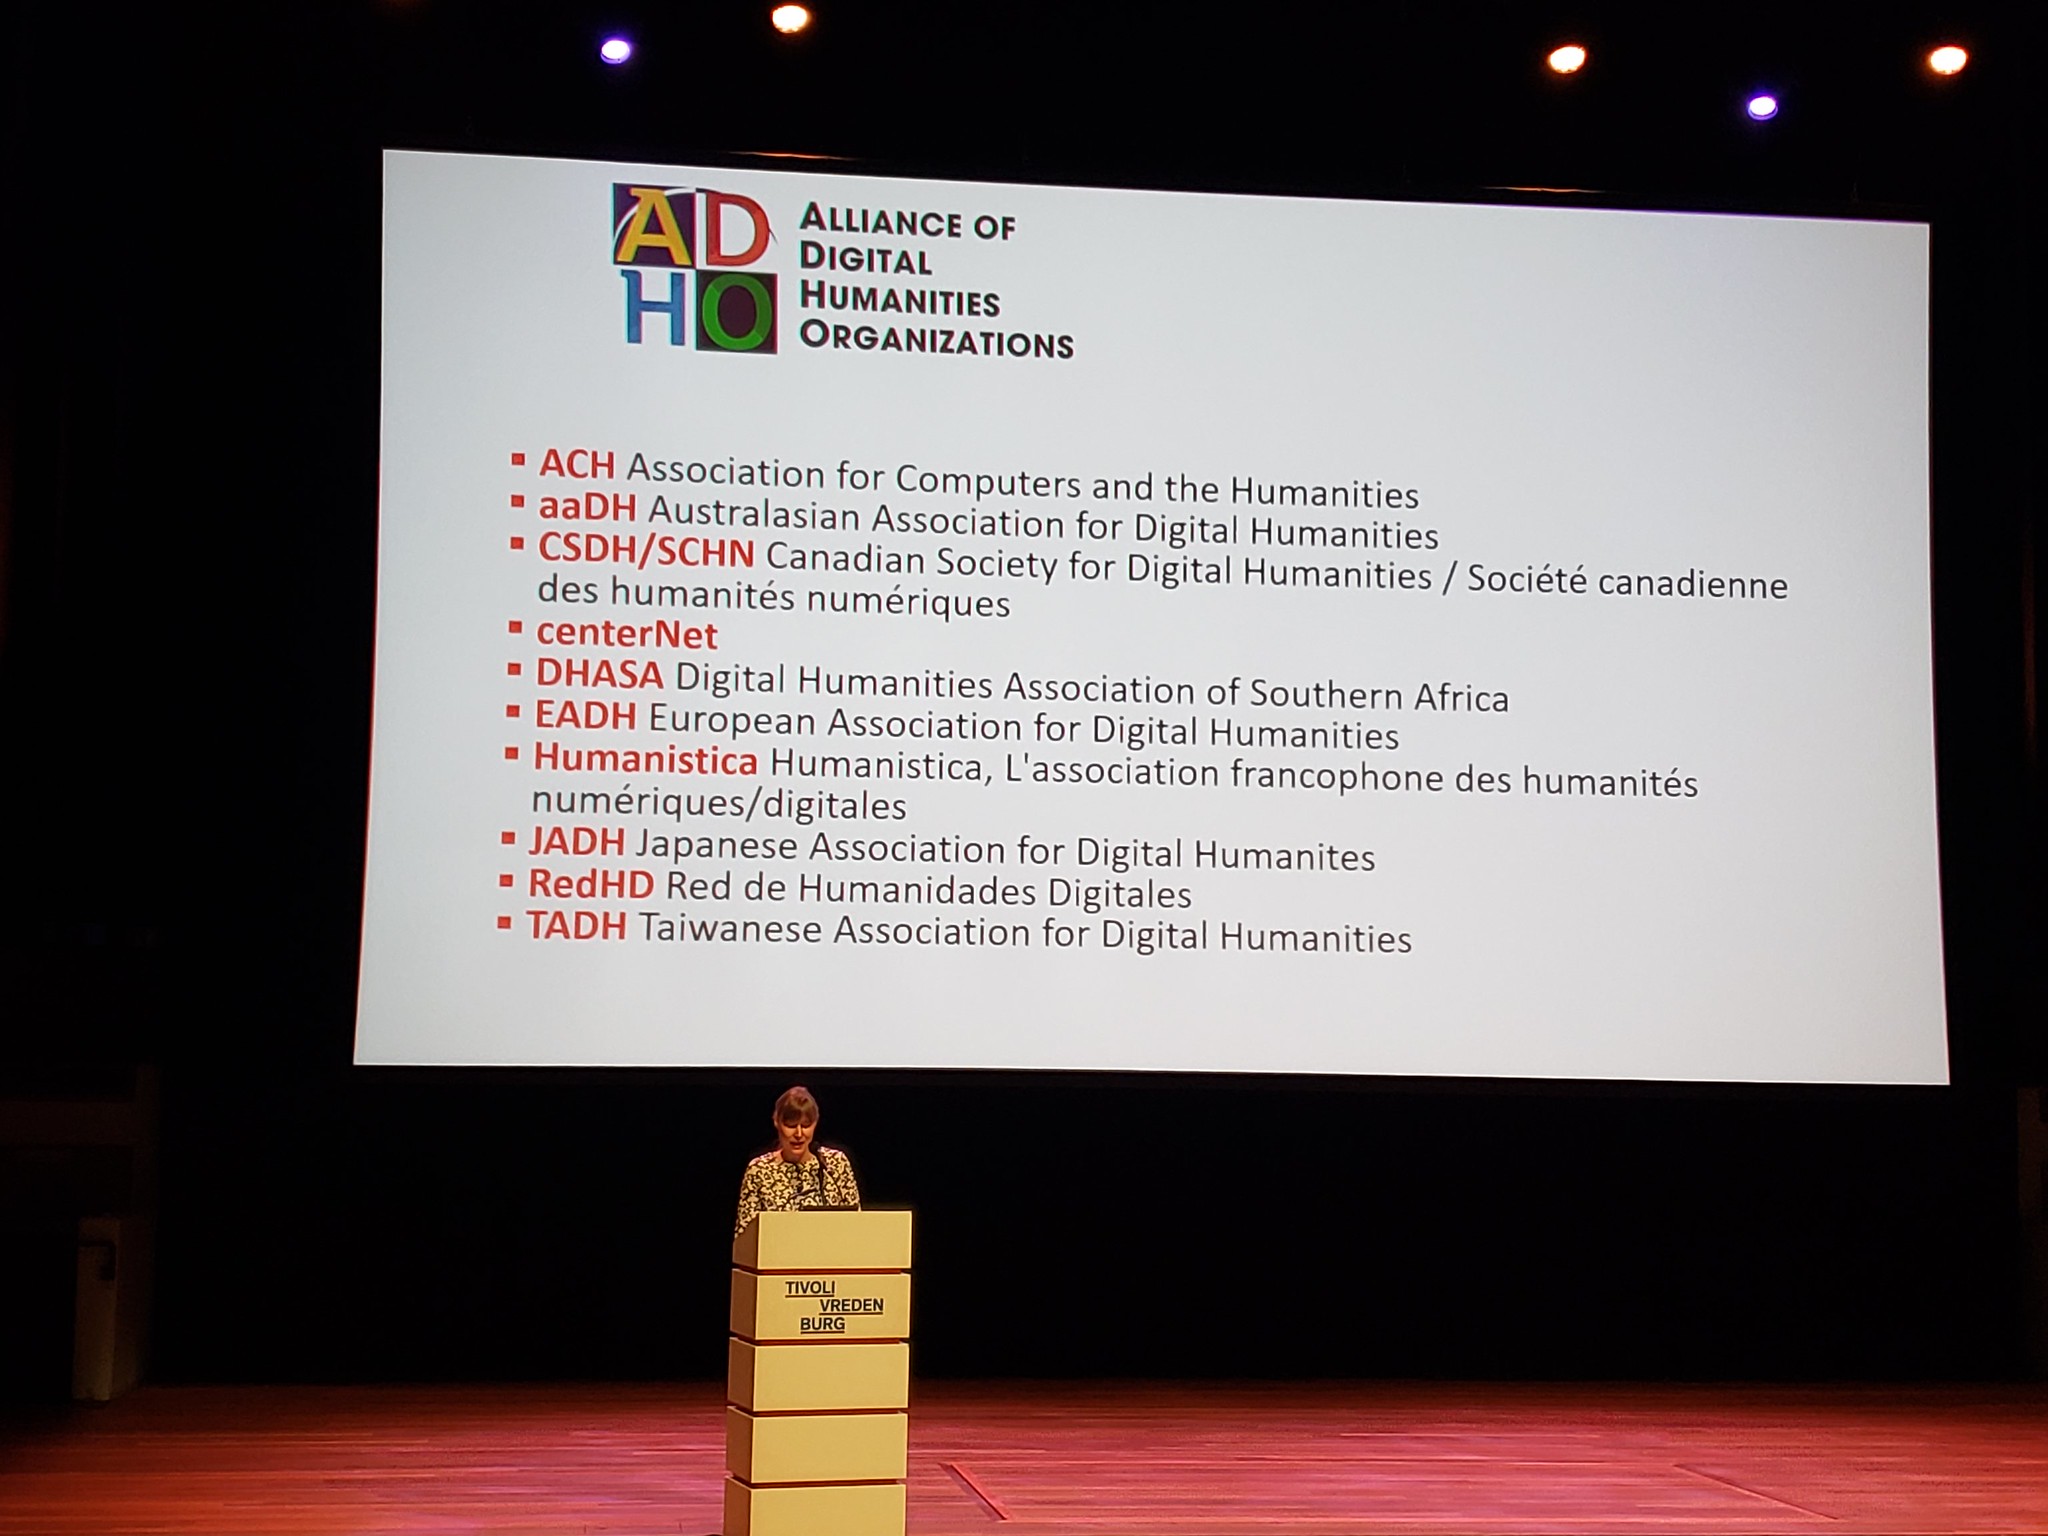 AD
HO
ALLIANCE OF
DIGITAL
HUMANITIES
ORGANIZATIONS
▪ ACH Association for Computers and the Humanities
▪ aaDH Australasian Association for Digital Humanities
▪ CSDH/SCHN Canadian Society for Digital Humanities / Société canadienne
des humanités numériques
▪ centerNet
▪ DHASA Digital Humanities Association of Southern Africa
▪ EADH European Association for Digital Humanities
▪ Humanistica Humanistica, L'association francophone des humanités
numériques/digitales
▪ JADH Japanese Association for Digital Humanites
▪ RedHD Red de Humanidades Digitales
▪ TADH Taiwanese Association for Digital Humanities
TIVOLI
VREDEN
BURG